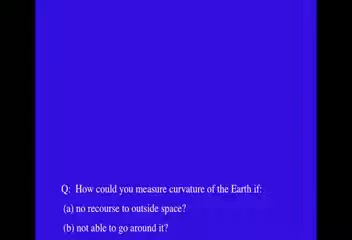 Q: How could you measure curvature of the Earth if:
(a) no recourse to outside space?
(b) not able to go around it?